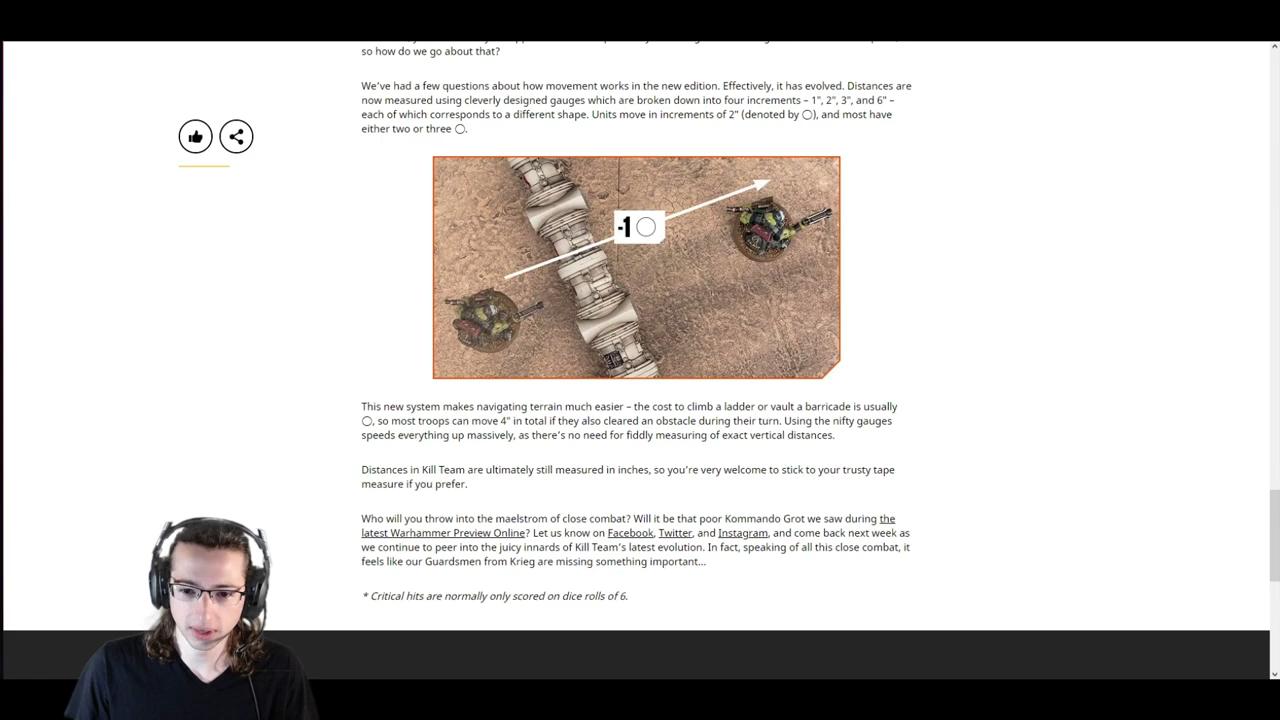 so how do we go about that?
We've had a few questions about how movement works in the new edition. Effectively, it has evolved. Distances are
now measured using cleverly designed gauges which are broken down into four increments – 1", 2", 3", and 6" –
each of which corresponds to a different shape. Units move in increments of 2" (denoted by ◯), and most have
either two or three ◯.
-1 ◯
This new system makes navigating terrain much easier – the cost to climb a ladder or vault a barricade is usually
◯, so most troops can move 4" in total if they also cleared an obstacle during their turn. Using the nifty gauges
speeds everything up massively, as there's no need for fiddly measuring of exact vertical distances.
Distances in Kill Team are ultimately still measured in inches, so you're very welcome to stick to your trusty tape
measure if you prefer.
Who will you throw into the maelstrom of close combat? Will it be that poor Kommando Grot we saw during the
latest Warhammer Preview Online? Let us know on Facebook, Twitter, and Instagram, and come back next week as
we continue to peer into the juicy innards of Kill Team's latest evolution. In fact, speaking of all this close combat, it
feels like our Guardsmen from Krieg are missing something important...
* Critical hits are normally only scored on dice rolls of 6.